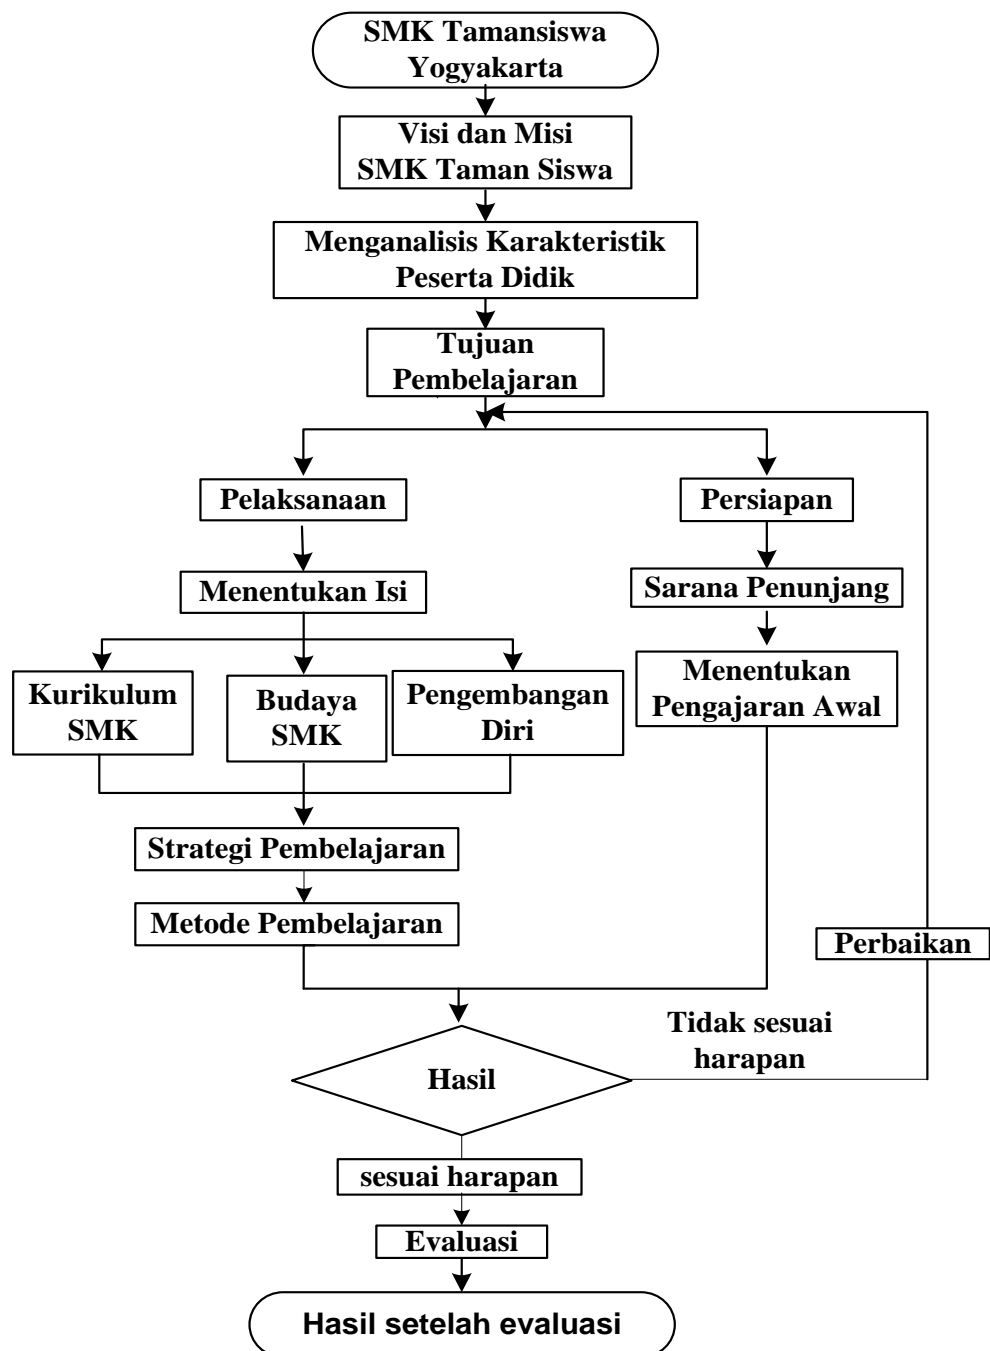 SMK Tamansiswa
Yogyakarta
Visi dan Misi
SMK Taman Siswa
Menganalisis Karakteristik
Peserta Didik
Tujuan
Pembelajaran
Pelaksanaan
Persiapan
Menentukan Isi
Sarana Penunjang
Kurikulum
SMK
Budaya
SMK
Pengembangan
Diri
Menentukan
Pengajaran Awal
Strategi Pembelajaran
Metode Pembelajaran
Perbaikan
Tidak sesuai
harapan
Hasil
sesuai harapan
Evaluasi
Hasil setelah evaluasi